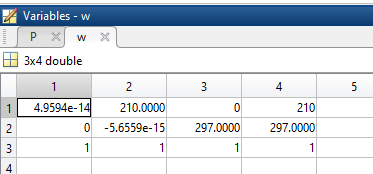 Variables - w
P × w ×
3x4 double
1 2 3 4 5
1 4.9594e-14 210.0000 0 210
2 0 -5.6559e-15 297.0000 297.0000
3 1 1 1 1
4